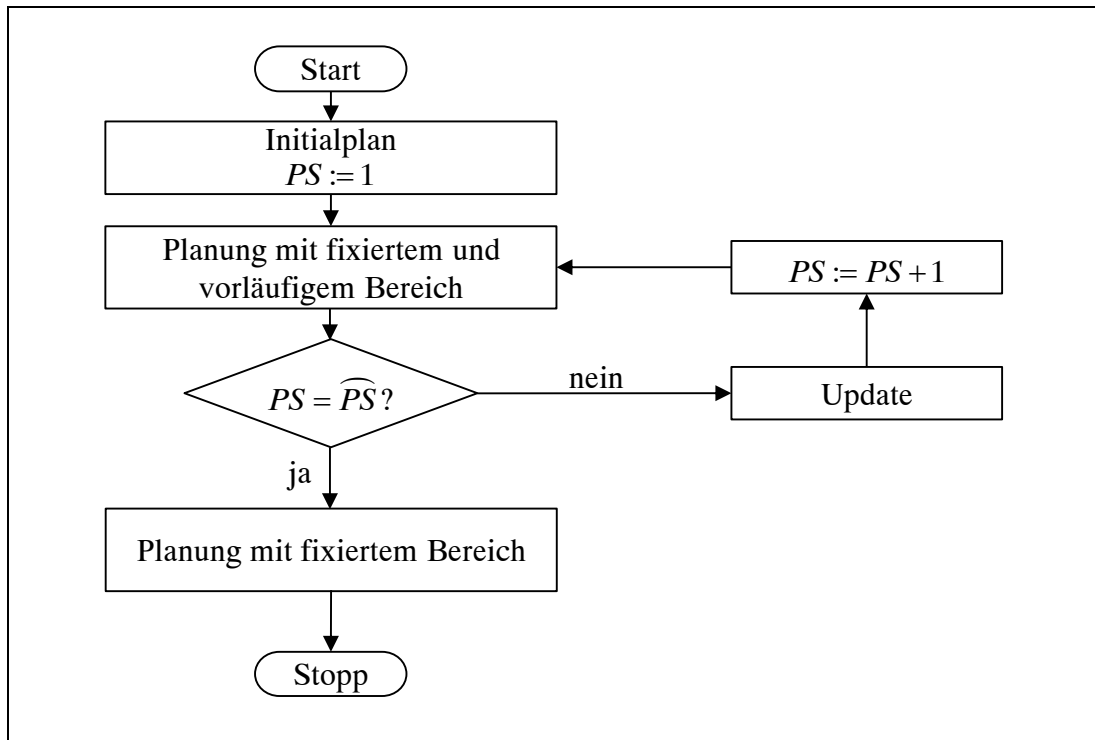 Start
Initialplan
PS := 1
Planung mit fixiertem und
vorläufigem Bereich
PS := PS + 1
PS = P͡S ?
nein
Update
ja
Planung mit fixiertem Bereich
Stopp